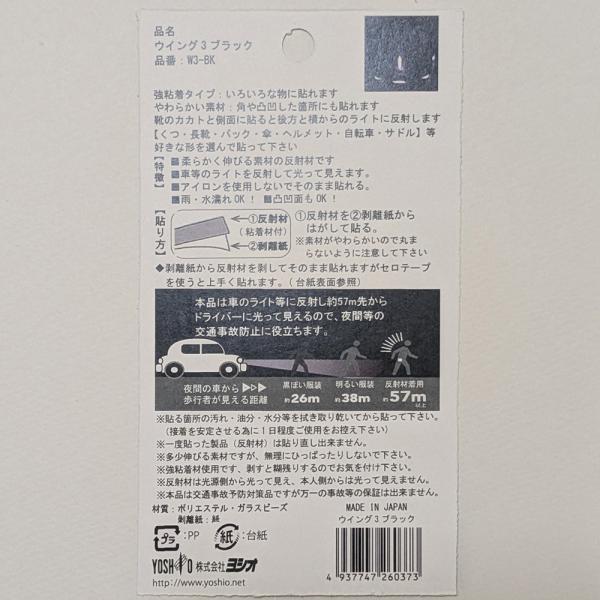 品名
ウイング3 ブラック
品番：W3-BK
強粘着タイプ：いろいろな物に貼れます
やわらかい素材：角や凸凹した箇所にも貼れます
靴のカカトと側面に貼ると後方と横からのライトに反射します
【くつ・長靴・バック・傘・ヘルメット・自転車・サドル】等
好きな形を選んで貼って下さい
【特徴】
■柔らかく伸びる素材の反射材です
■車等のライトを反射して光って見えます。
■アイロンを使用しないでそのまま貼れる。
■雨・水濡れOK！ ■凸凹面もOK！
【貼り方】
①反射材
（粘着材付）
②剥離紙
①反射材を②剥離紙から
はがして貼る。
※素材がやわらかいので丸ま
らないように注意して下さい
◆剥離紙から反射材を剥してそのまま貼れますがセロテープ
を使うと上手く貼れます。（台紙表面参照）
本品は車のライト等に反射し約57m先から
ドライバーに光って見えるので、夜間等の
交通事故防止に役立ちます。
夜間の車から ▶▷▷
歩行者が見える距離
黒ぽい服装
約26m
明るい服装
約38m
反射材着用
約57m以上
※貼る箇所の汚れ・油分・水分等を拭き取り乾いてから貼って下さい。
（接着を安定させる為に1日程度ご使用をお控え下さい）
※一度貼った製品（反射材）は貼り直し出来ません。
※多少伸びる素材ですが、無理にひっぱったりしないで下さい。
※強粘着材使用です、剥すと糊残りするのでお気を付け下さい。
※反射材は光源側から光って見え、本人側からは光って見えません。
※本品は交通事故予防対策品ですが万一の事故等の保証は出来ません。
材質：ポリエステル・ガラスビーズ
剥離紙：紙
プラ：PP 紙：台紙
YOSHIO 株式会社ヨシオ
http://www.yoshio.net
MADE IN JAPAN
ウイング3 ブラック
4 937747 260373